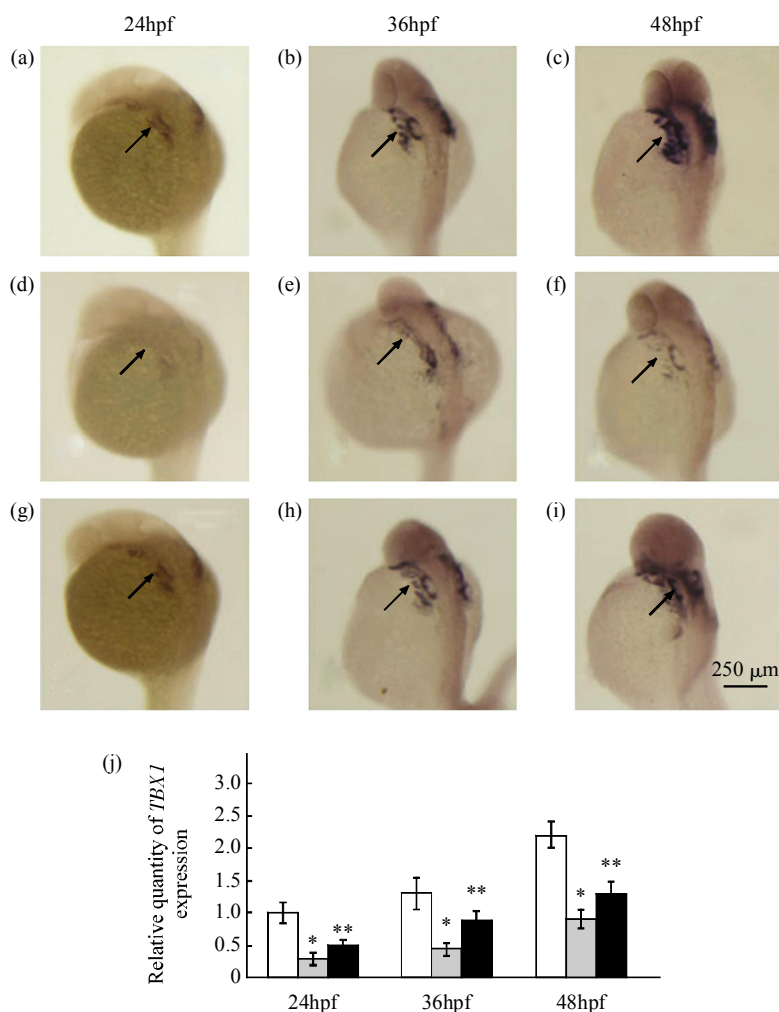 24hpf 36hpf 48hpf
(a) (b) (c)
(d) (e) (f)
(g) (h) (i)
250 μm
(j)
Relative quantity of TBX1
expression
3.0
2.5
2.0
1.5
1.0
0.5
0
* ** * ** * **
24hpf 36hpf 48hpf